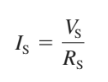 I_S = V_S / R_S